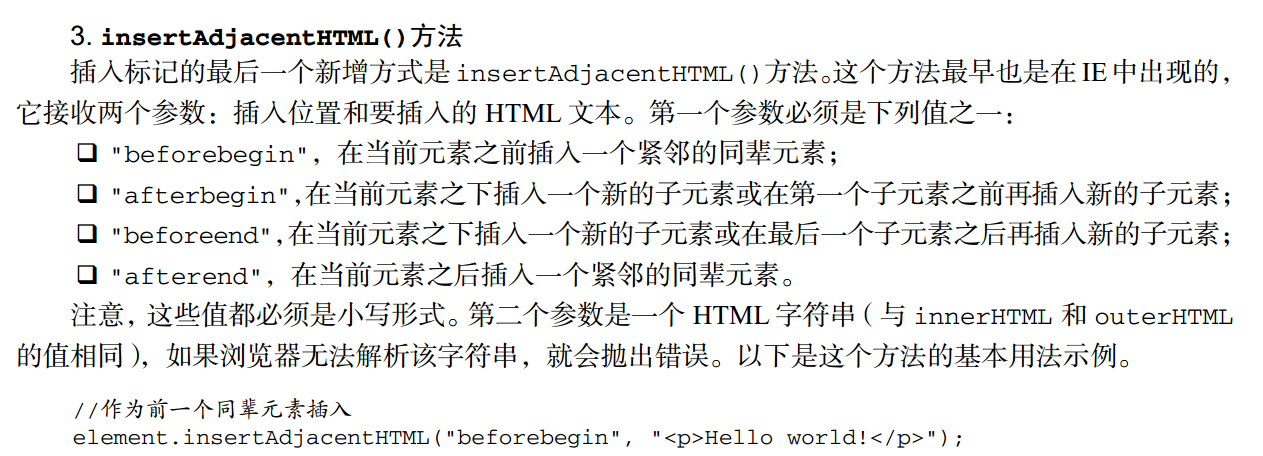 3. insertAdjacentHTML()方法
插入标记的最后一个新增方式是 insertAdjacentHTML()方法。这个方法最早也是在 IE 中出现的，
它接收两个参数：插入位置和要插入的 HTML 文本。第一个参数必须是下列值之一：
❑ "beforebegin"，在当前元素之前插入一个紧邻的同辈元素；
❑ "afterbegin"，在当前元素之下插入一个新的子元素或在第一个子元素之前再插入新的子元素；
❑ "beforeend"，在当前元素之下插入一个新的子元素或在最后一个子元素之后再插入新的子元素；
❑ "afterend"，在当前元素之后插入一个紧邻的同辈元素。
注意，这些值都必须是小写形式。第二个参数是一个 HTML 字符串（与 innerHTML 和 outerHTML
的值相同），如果浏览器无法解析该字符串，就会抛出错误。以下是这个方法的基本用法示例。
//作为前一个同辈元素插入
element.insertAdjacentHTML("beforebegin", "<p>Hello world!</p>");